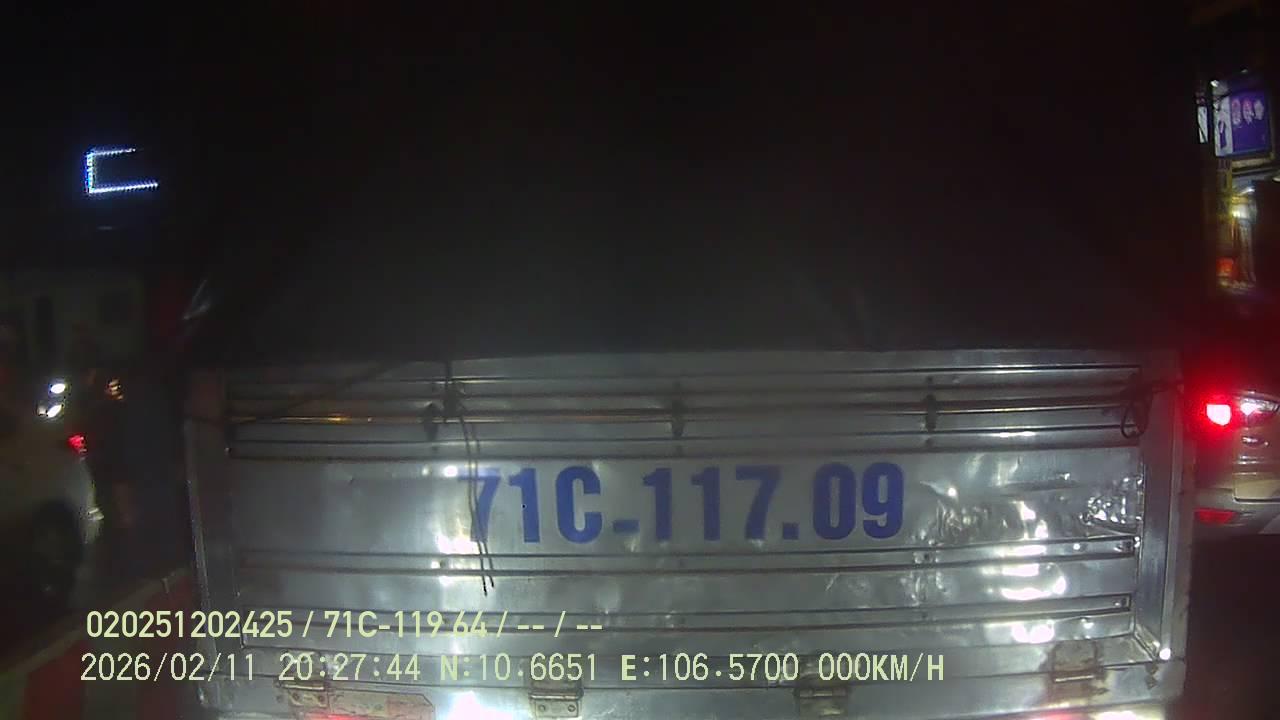 71C-117.09
020251202425 / 71C-119.64 / -- / --
2026/02/11 20:27:44 N:10.6651 E:106.5700 000KM/H